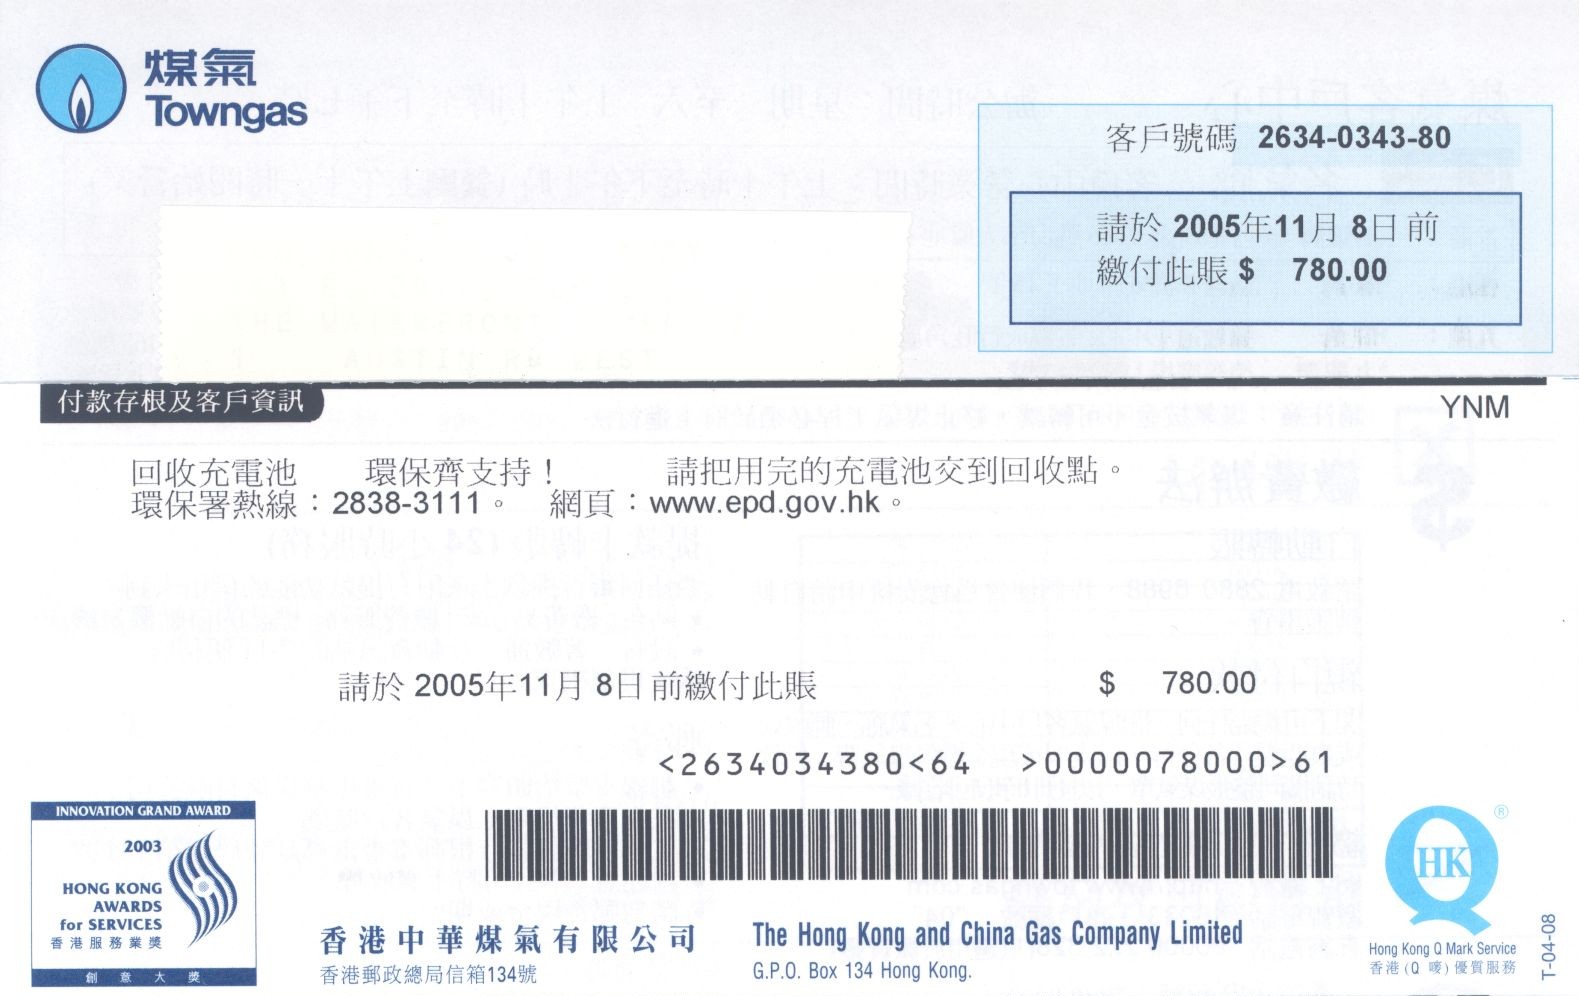 煤氣
Towngas
客戶號碼 2634-0343-80
請於 2005年11月 8日 前
繳付此賬 $ 780.00
付款存根及客戶資訊
YNM
回收充電池 環保齊支持！ 請把用完的充電池交到回收點。
環保署熱線：2838-3111。 網頁：www.epd.gov.hk。
請於 2005年11月 8日 前繳付此賬 $ 780.00
<2634034380<64 >0000078000>61
INNOVATION GRAND AWARD
2003
HONG KONG
AWARDS
for SERVICES
香港服務業獎
創意大獎
香港中華煤氣有限公司
香港郵政總局信箱134號
The Hong Kong and China Gas Company Limited
G.P.O. Box 134 Hong Kong.
HK
®
Hong Kong Q Mark Service
香港 (Q 嘜) 優質服務
T-04-08